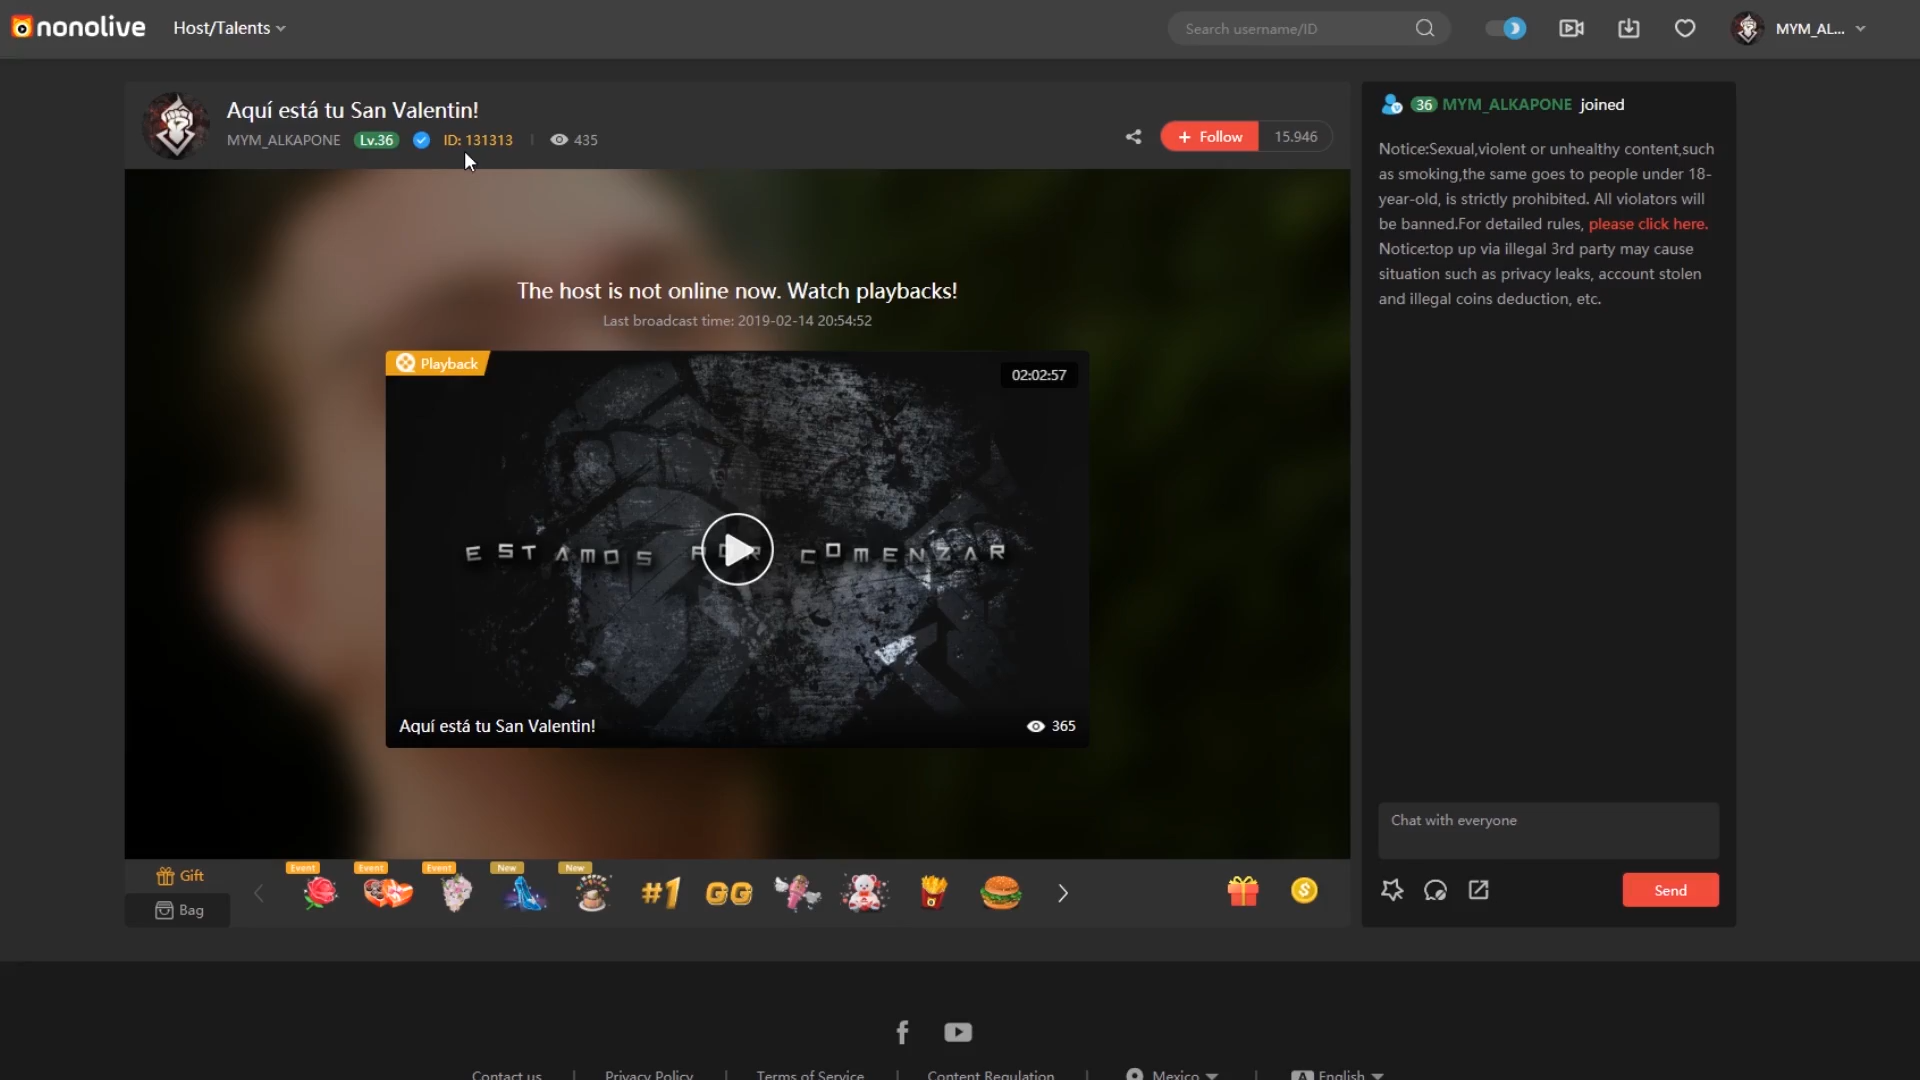 nonolive
Host/Talents
Search username/ID
MYM_AL...
Aquí está tu San Valentin!
MYM_ALKAPONE Lv.36 ID: 131313 435
Follow 15.946
The host is not online now. Watch playbacks!
Last broadcast time: 2019-02-14 20:54:52
Playback
02:02:57
ESTAMOS POR COMENZAR
Aquí está tu San Valentin!
365
Gift
Bag
Event
Event
Event
New
New
#1
GG
36 MYM_ALKAPONE joined
Notice:Sexual,violent or unhealthy content,such
as smoking,the same goes to people under 18-
year-old, is strictly prohibited. All violators will
be banned.For detailed rules, please click here.
Notice:top up via illegal 3rd party may cause
situation such as privacy leaks, account stolen
and illegal coins deduction, etc.
Chat with everyone
Send
Contact us | Privacy Policy | Terms of Service | Content Regulation | Mexico | English